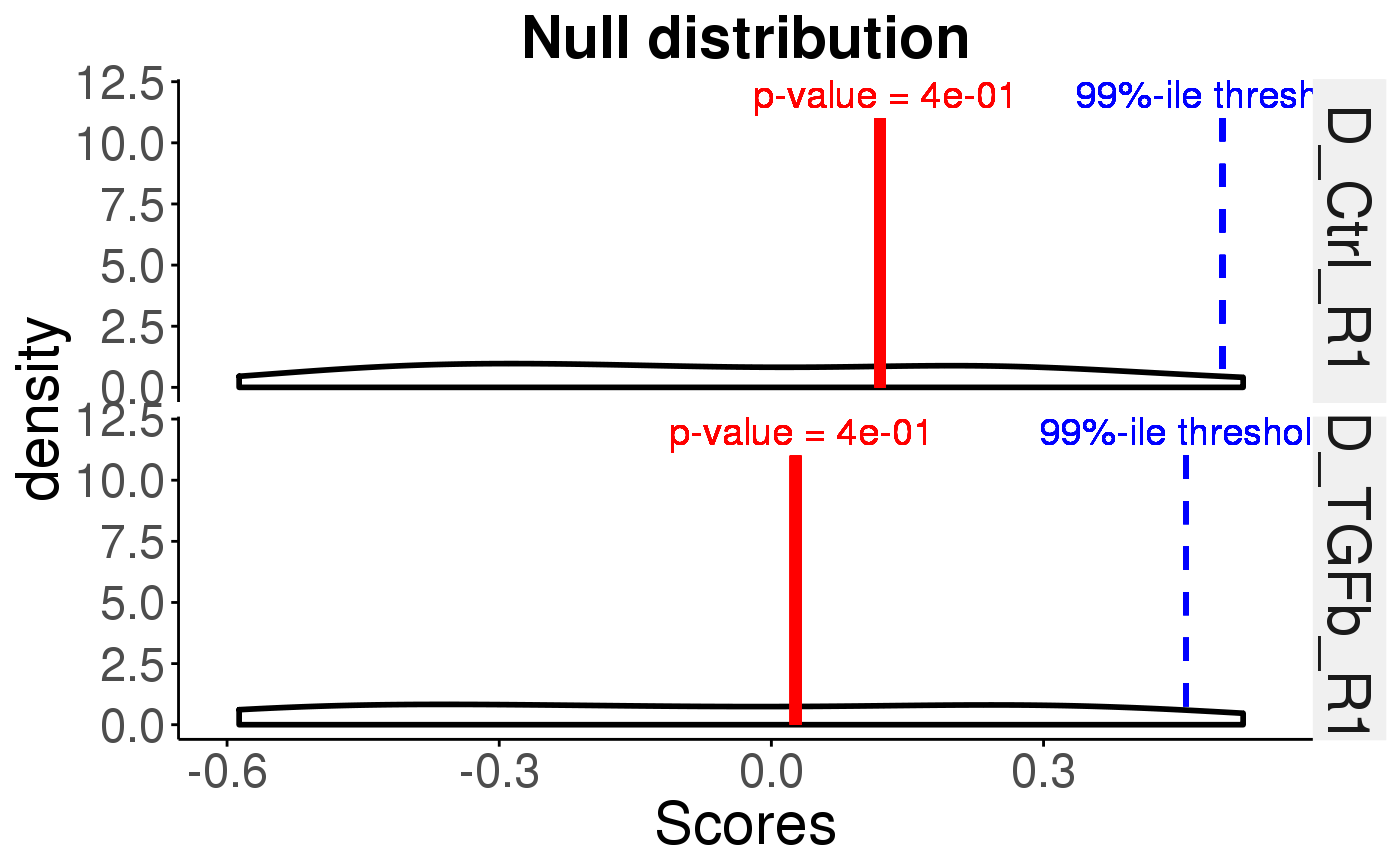 Null distribution
density
12.5
10.0
7.5
5.0
2.5
0.0
p-value = 4e-01
99%-ile thresh
D_Ctrl_R1
12.5
10.0
7.5
5.0
2.5
0.0
p-value = 4e-01
99%-ile threshol
D_TGFb_R1
-0.6 -0.3 0.0 0.3
Scores